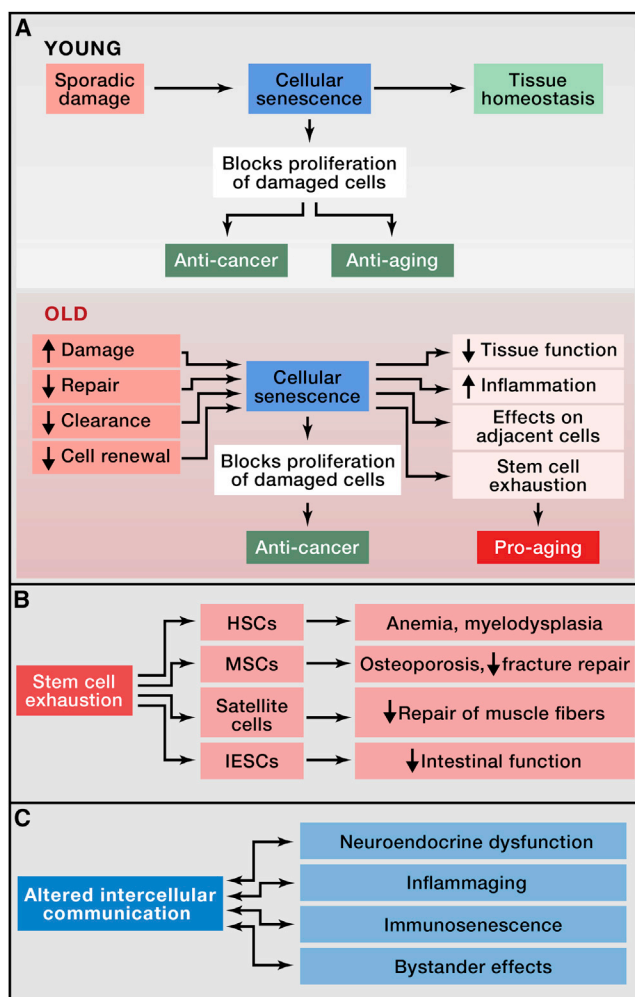 A
YOUNG
Sporadic
damage
Cellular
senescence
Tissue
homeostasis
Blocks proliferation
of damaged cells
Anti-cancer
Anti-aging
OLD
↑ Damage
↓ Repair
↓ Clearance
↓ Cell renewal
Cellular
senescence
Blocks proliferation
of damaged cells
Anti-cancer
↓ Tissue function
↑ Inflammation
Effects on
adjacent cells
Stem cell
exhaustion
Pro-aging
B
Stem cell
exhaustion
HSCs
Anemia, myelodysplasia
MSCs
Osteoporosis, ↓ fracture repair
Satellite
cells
↓ Repair of muscle fibers
IESCs
↓ Intestinal function
C
Altered intercellular
communication
Neuroendocrine dysfunction
Inflammaging
Immunosenescence
Bystander effects